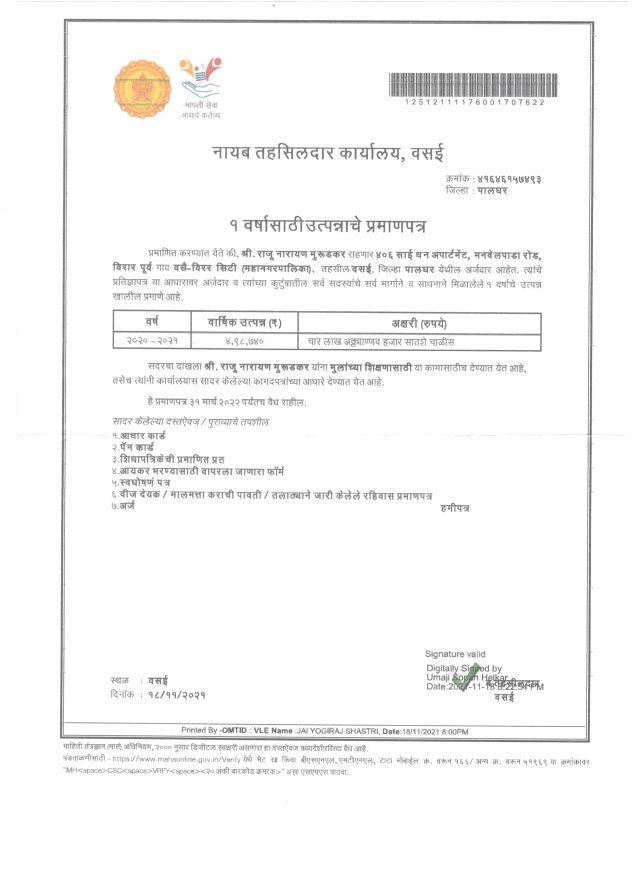 आपली सेवा
आमचे कर्तव्य
12512111176001707622
नायब तहसिलदार कार्यालय, वसई
क्रमांक : ४१६४६१५७४९३
जिल्हा : पालघर
१ वर्षासाठी उत्पन्नाचे प्रमाणपत्र
प्रमाणित करण्यात येते की, श्री. राजू नारायण मुरूडकर राहणार ४०६ साई धन अपार्टमेंट, मनवेलपाडा रोड,
विरार पूर्व गाव वसै-विरर सिटी (महानगरपालिका), तहसील वसई, जिल्हा पालघर येथील अर्जदार आहेत. त्यांचे
प्रतिज्ञापत्र या आधारावर अर्जदार व त्यांच्या कुटुंबातील सर्व सदस्यांचे सर्व मार्गाने व साधनाने मिळालेले १ वर्षाचे उत्पन्न
खालील प्रमाणे आहे.
वर्ष वार्षिक उत्पन्न (₹) अक्षरी (रुपये)
२०२० - २०२१ ४,९८,७४० चार लाख अठ्ठ्याण्णव हजार सातशे चाळीस
सदरचा दाखला श्री. राजू नारायण मुरूडकर यांना मुलांच्या शिक्षणासाठी या कामासाठीच देण्यात येत आहे,
तसेच त्यांनी कार्यालयास सादर केलेल्या कागदपत्रांच्या आधारे देण्यात येत आहे.
हे प्रमाणपत्र ३१ मार्च २०२२ पर्यंतच वैध राहील.
सादर केलेल्या दस्तऐवज / पुराव्याचे तपशील
१.आधार कार्ड
२.पॅन कार्ड
३.शिधापत्रिकेची प्रमाणित प्रत
४.आयकर भरण्यासाठी वापरला जाणारा फॉर्म
५.स्वघोषणं पत्र
६.वीज देयक / मालमत्ता कराची पावती / तलाठ्याने जारी केलेले रहिवास प्रमाणपत्र
७.अर्ज हमीपत्र
Signature valid
Digitally Signed by
Umaji Sopan Helkar
Date:2021-11-18 8:22:51 PM
तहसीलदार
वसई
स्थळ : वसई
दिनांक : १८/११/२०२१
Printed By -OMTID : VLE Name :JAI YOGIRAJ SHASTRI, Date:18/11/2021 8:00PM
माहिती तंत्रज्ञान (मार्ल) अधिनियम, २००० नुसार डिजीटल स्वाक्षरी असणारा हा दस्तऐवज कायदेशीररित्या वैध आहे.
पडताळणीसाठी - https://www.mahaonline.gov.in/Verify येथे भेट द्या किंवा बीएसएनएल, एमटीएनएल, टाटा मोबाईल क्र. वरून १६६/ अन्य क्र. वरून ५१९६९ या क्रमांकावर
"MH<space>CSC<space>VRFY<space><२० अंकी बारकोड क्रमांक>" असा एसएमएस पाठवा.